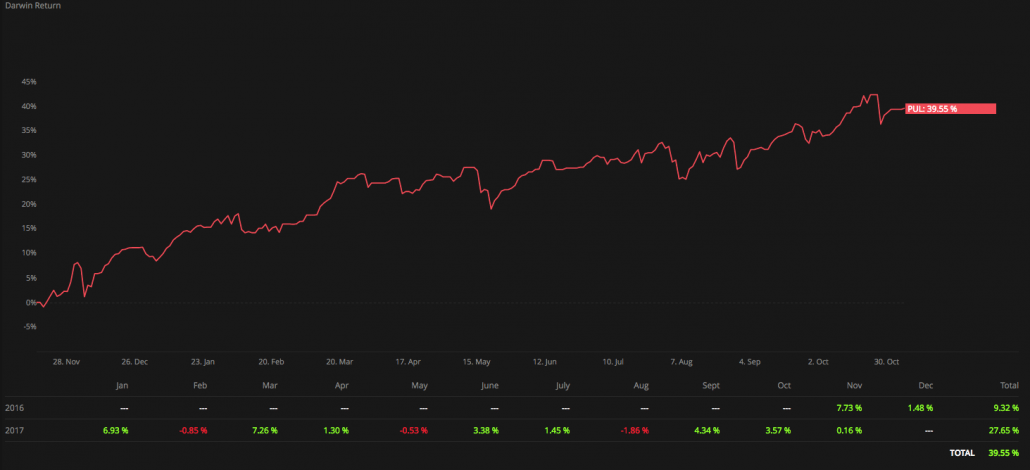 Darwin Return
45%
40%
PUL: 39.55 %
35%
30%
25%
20%
15%
10%
5%
0%
-5%
28. Nov 26. Dec 23. Jan 20. Feb 20. Mar 17. Apr 15. May 12. Jun 10. Jul 7. Aug 4. Sep 2. Oct 30. Oct
Jan Feb Mar Apr May June July Aug Sept Oct Nov Dec Total
2016 --- --- --- --- --- --- --- --- --- --- 7.73 % 1.48 % 9.32 %
2017 6.93 % -0.85 % 7.26 % 1.30 % -0.53 % 3.38 % 1.45 % -1.86 % 4.34 % 3.57 % 0.16 % --- 27.65 %
TOTAL 39.55 %